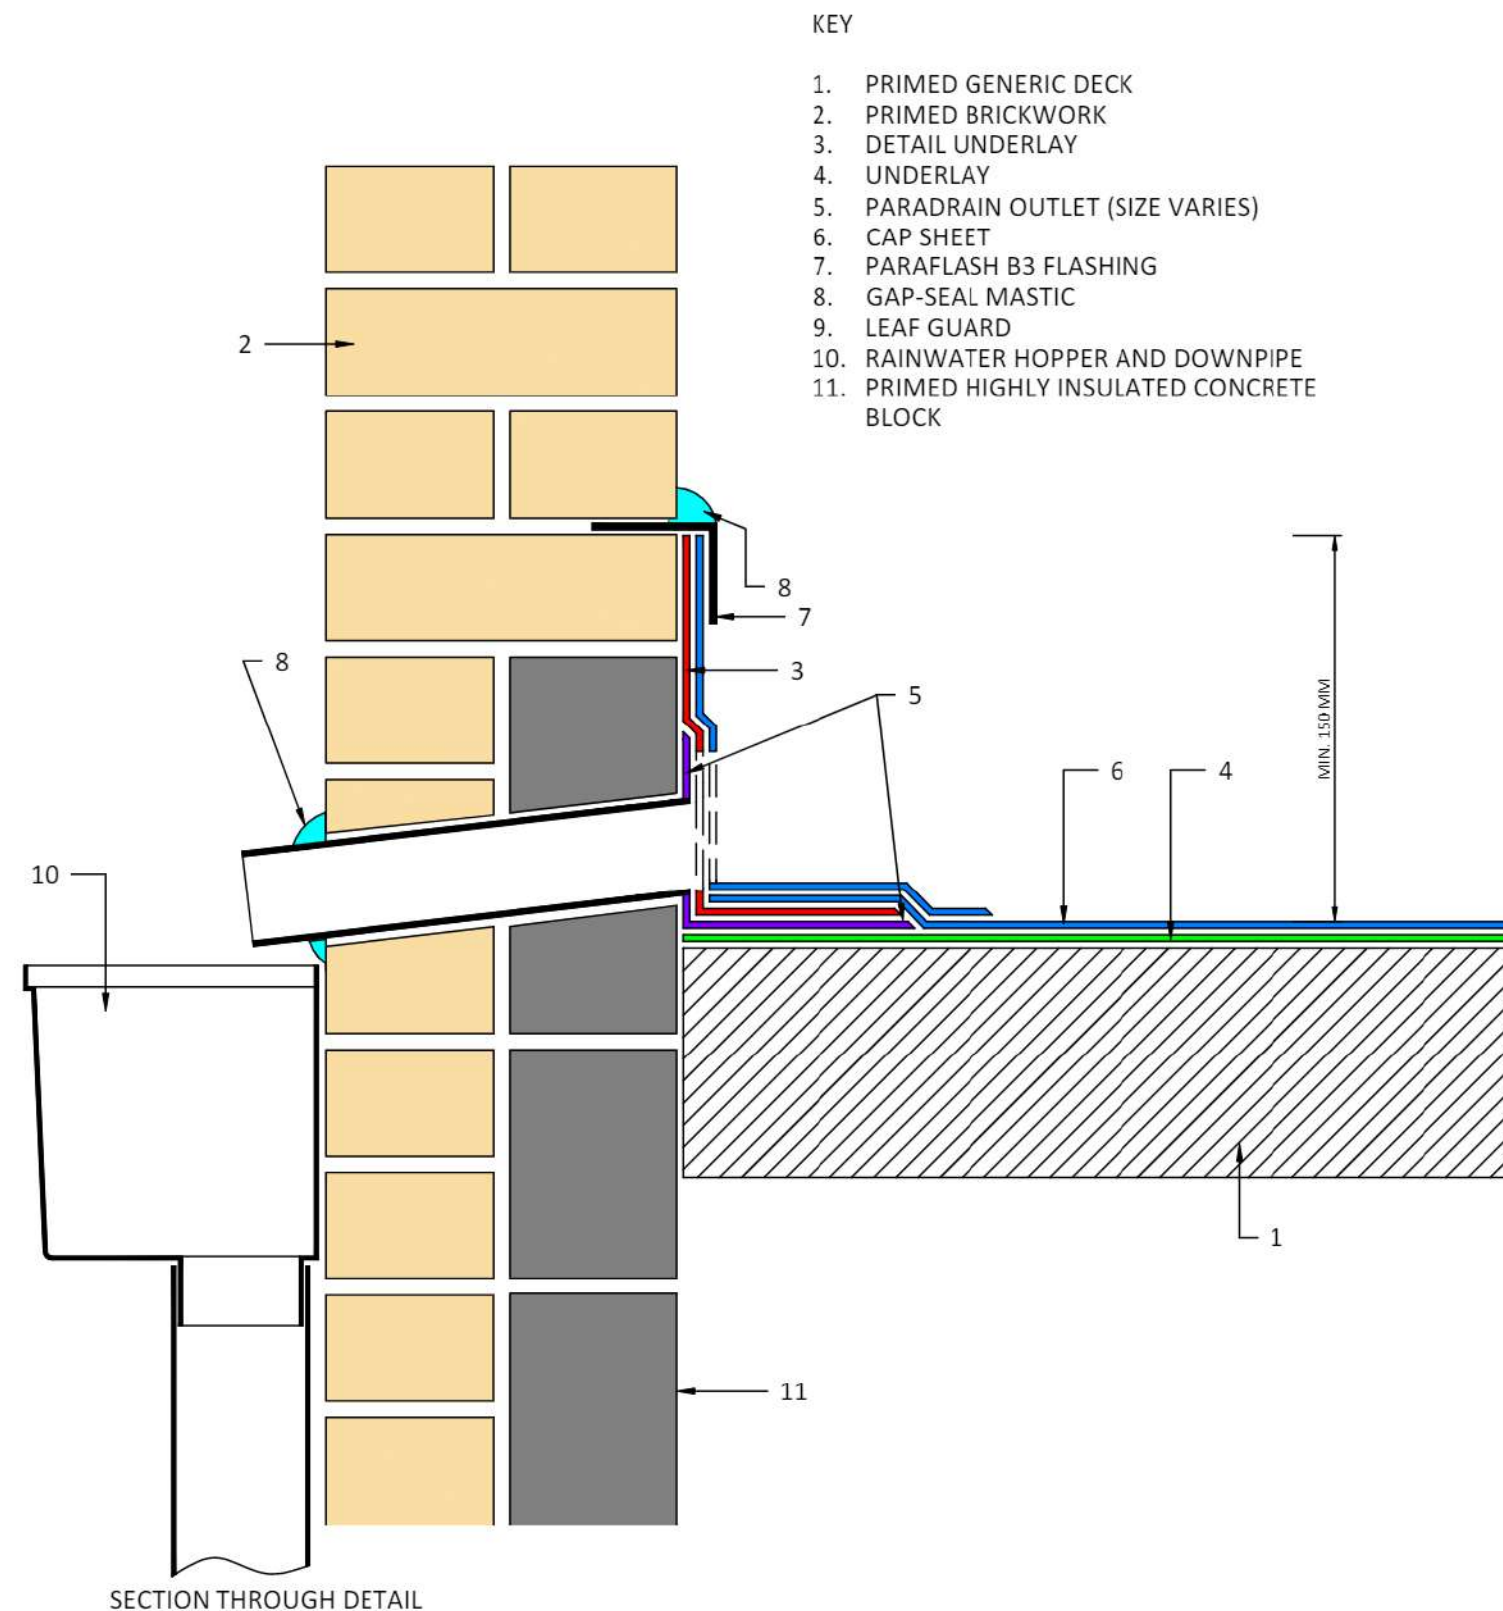 KEY
1. PRIMED GENERIC DECK
2. PRIMED BRICKWORK
3. DETAIL UNDERLAY
4. UNDERLAY
5. PARADRAIN OUTLET (SIZE VARIES)
6. CAP SHEET
7. PARAFLASH B3 FLASHING
8. GAP-SEAL MASTIC
9. LEAF GUARD
10. RAINWATER HOPPER AND DOWNPIPE
11. PRIMED HIGHLY INSULATED CONCRETE
BLOCK
2
8
7
8
3
5
MIN. 150 MM
6
4
10
1
11
SECTION THROUGH DETAIL